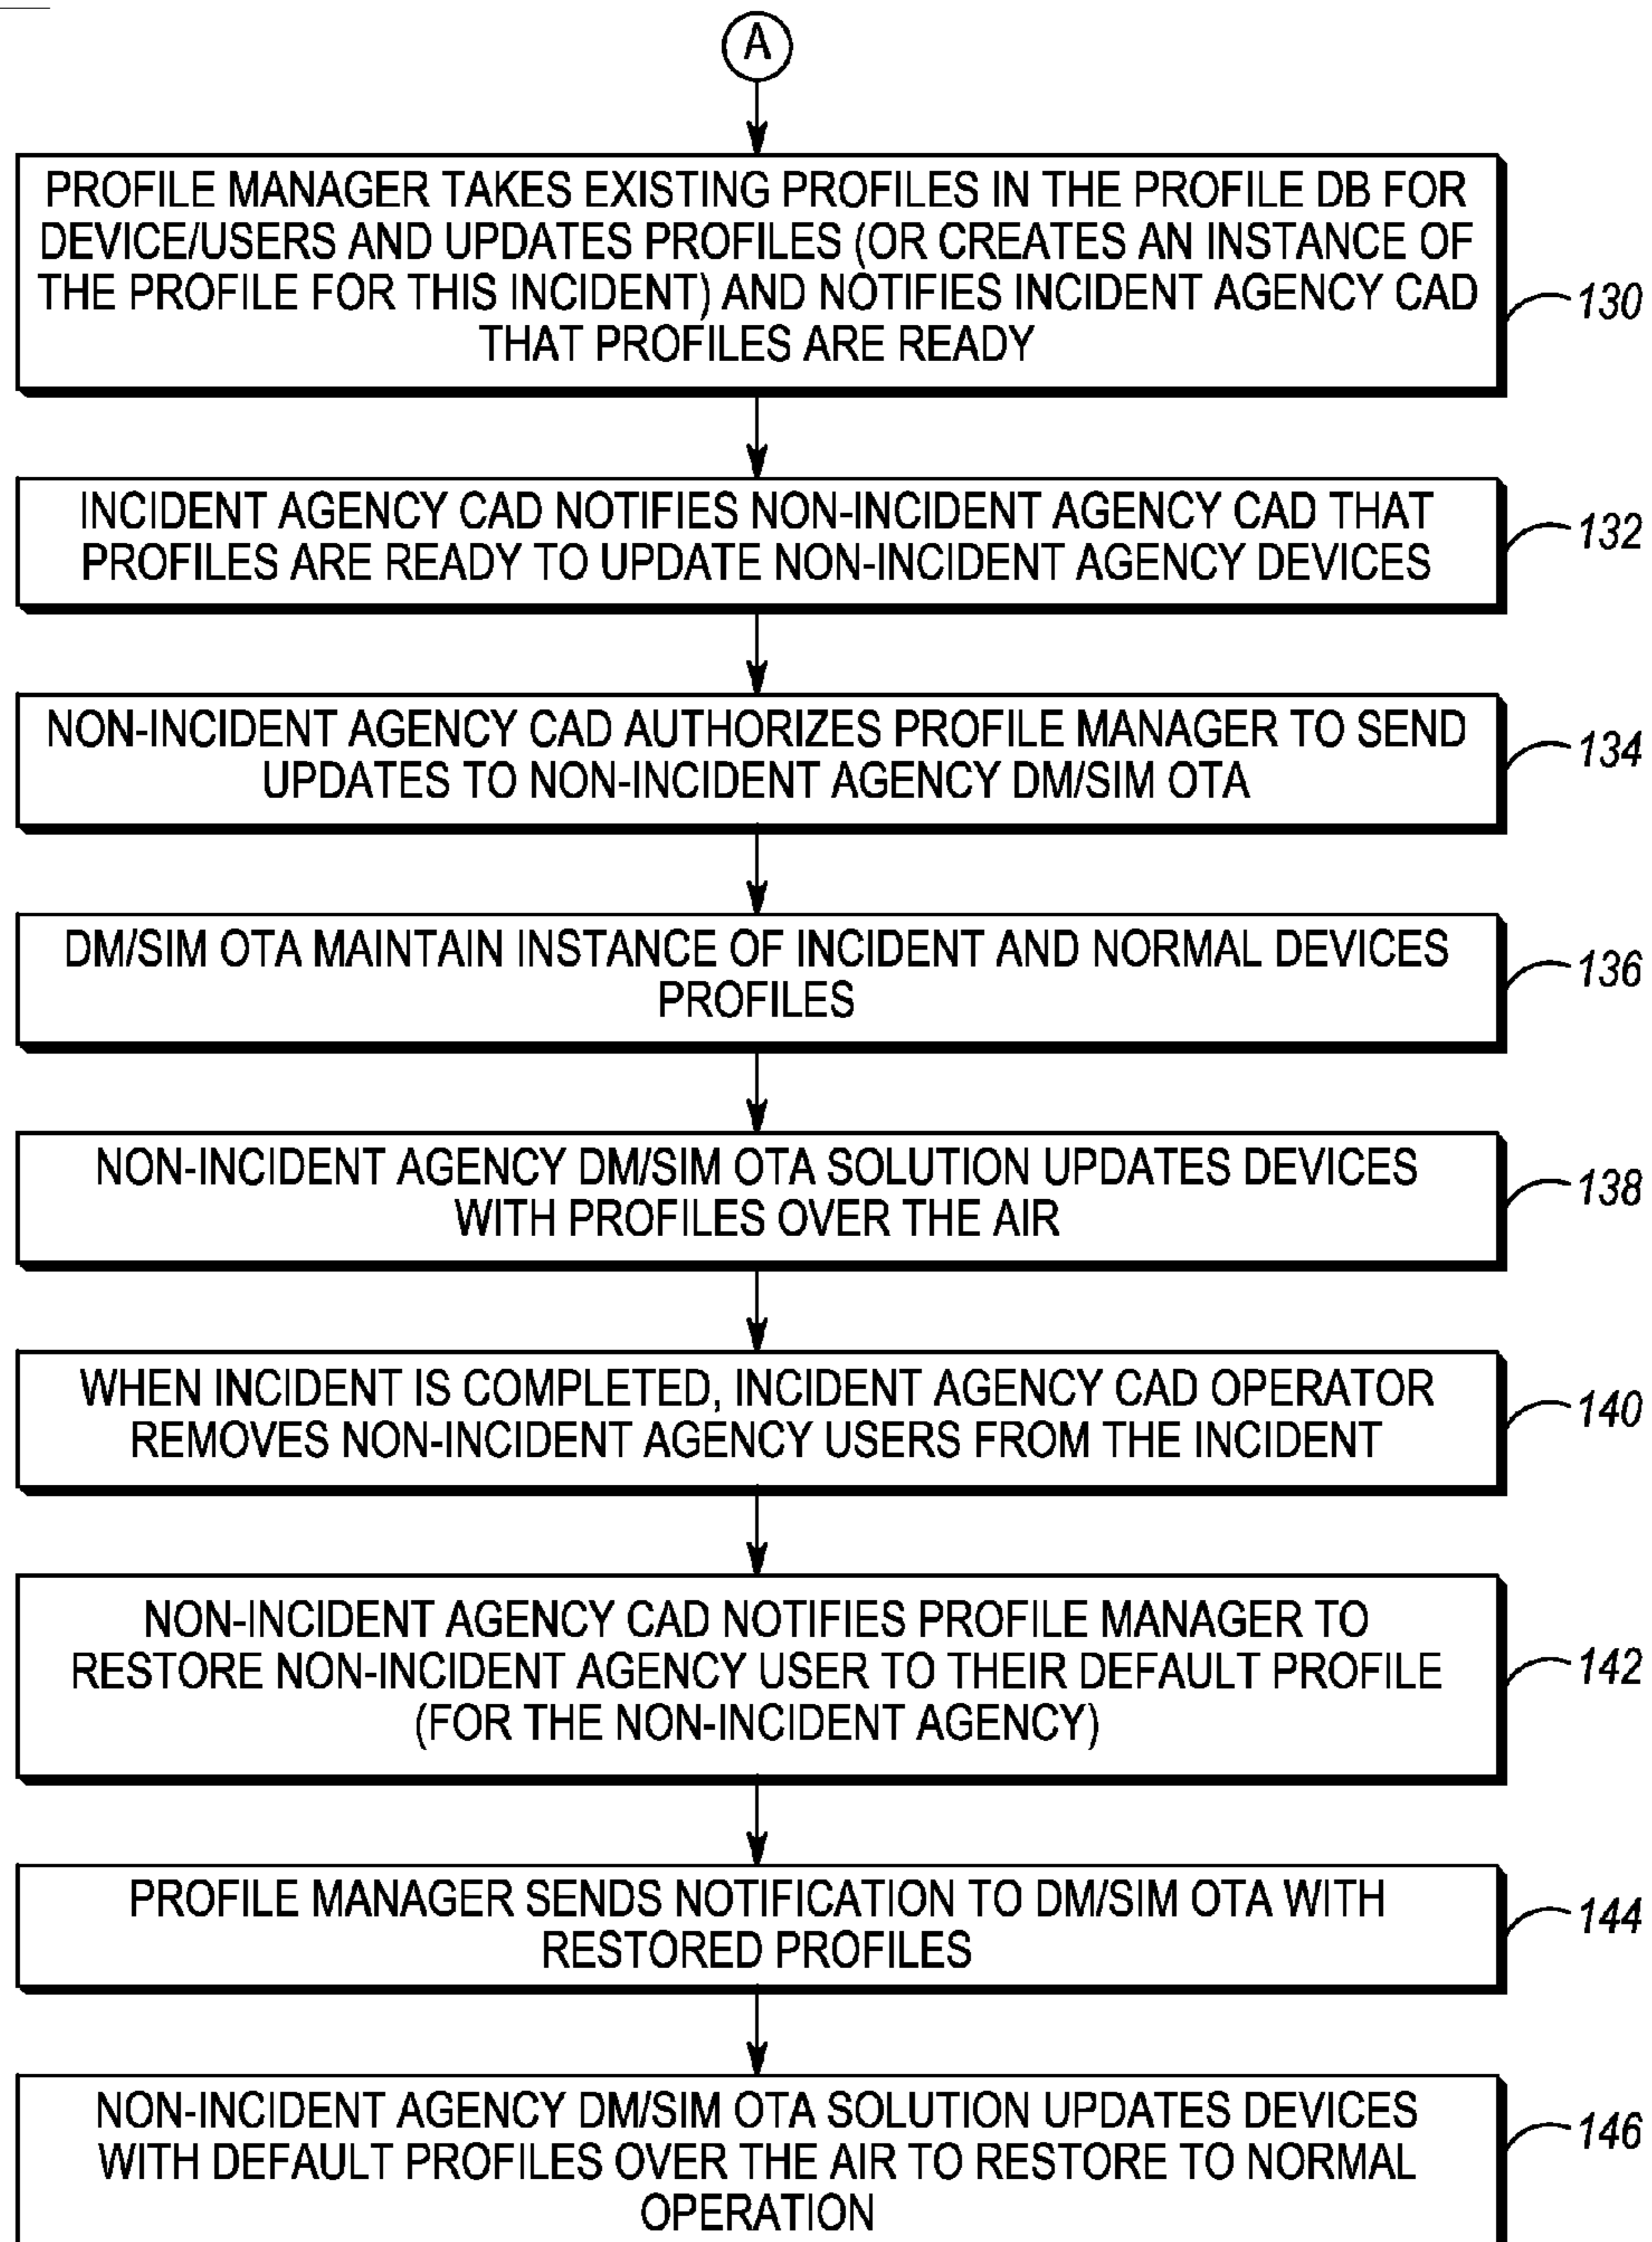 A
PROFILE MANAGER TAKES EXISTING PROFILES IN THE PROFILE DB FOR
DEVICE/USERS AND UPDATES PROFILES (OR CREATES AN INSTANCE OF
THE PROFILE FOR THIS INCIDENT) AND NOTIFIES INCIDENT AGENCY CAD
THAT PROFILES ARE READY
130
INCIDENT AGENCY CAD NOTIFIES NON-INCIDENT AGENCY CAD THAT
PROFILES ARE READY TO UPDATE NON-INCIDENT AGENCY DEVICES
132
NON-INCIDENT AGENCY CAD AUTHORIZES PROFILE MANAGER TO SEND
UPDATES TO NON-INCIDENT AGENCY DM/SIM OTA
134
DM/SIM OTA MAINTAIN INSTANCE OF INCIDENT AND NORMAL DEVICES
PROFILES
136
NON-INCIDENT AGENCY DM/SIM OTA SOLUTION UPDATES DEVICES
WITH PROFILES OVER THE AIR
138
WHEN INCIDENT IS COMPLETED, INCIDENT AGENCY CAD OPERATOR
REMOVES NON-INCIDENT AGENCY USERS FROM THE INCIDENT
140
NON-INCIDENT AGENCY CAD NOTIFIES PROFILE MANAGER TO
RESTORE NON-INCIDENT AGENCY USER TO THEIR DEFAULT PROFILE
(FOR THE NON-INCIDENT AGENCY)
142
PROFILE MANAGER SENDS NOTIFICATION TO DM/SIM OTA WITH
RESTORED PROFILES
144
NON-INCIDENT AGENCY DM/SIM OTA SOLUTION UPDATES DEVICES
WITH DEFAULT PROFILES OVER THE AIR TO RESTORE TO NORMAL
OPERATION
146